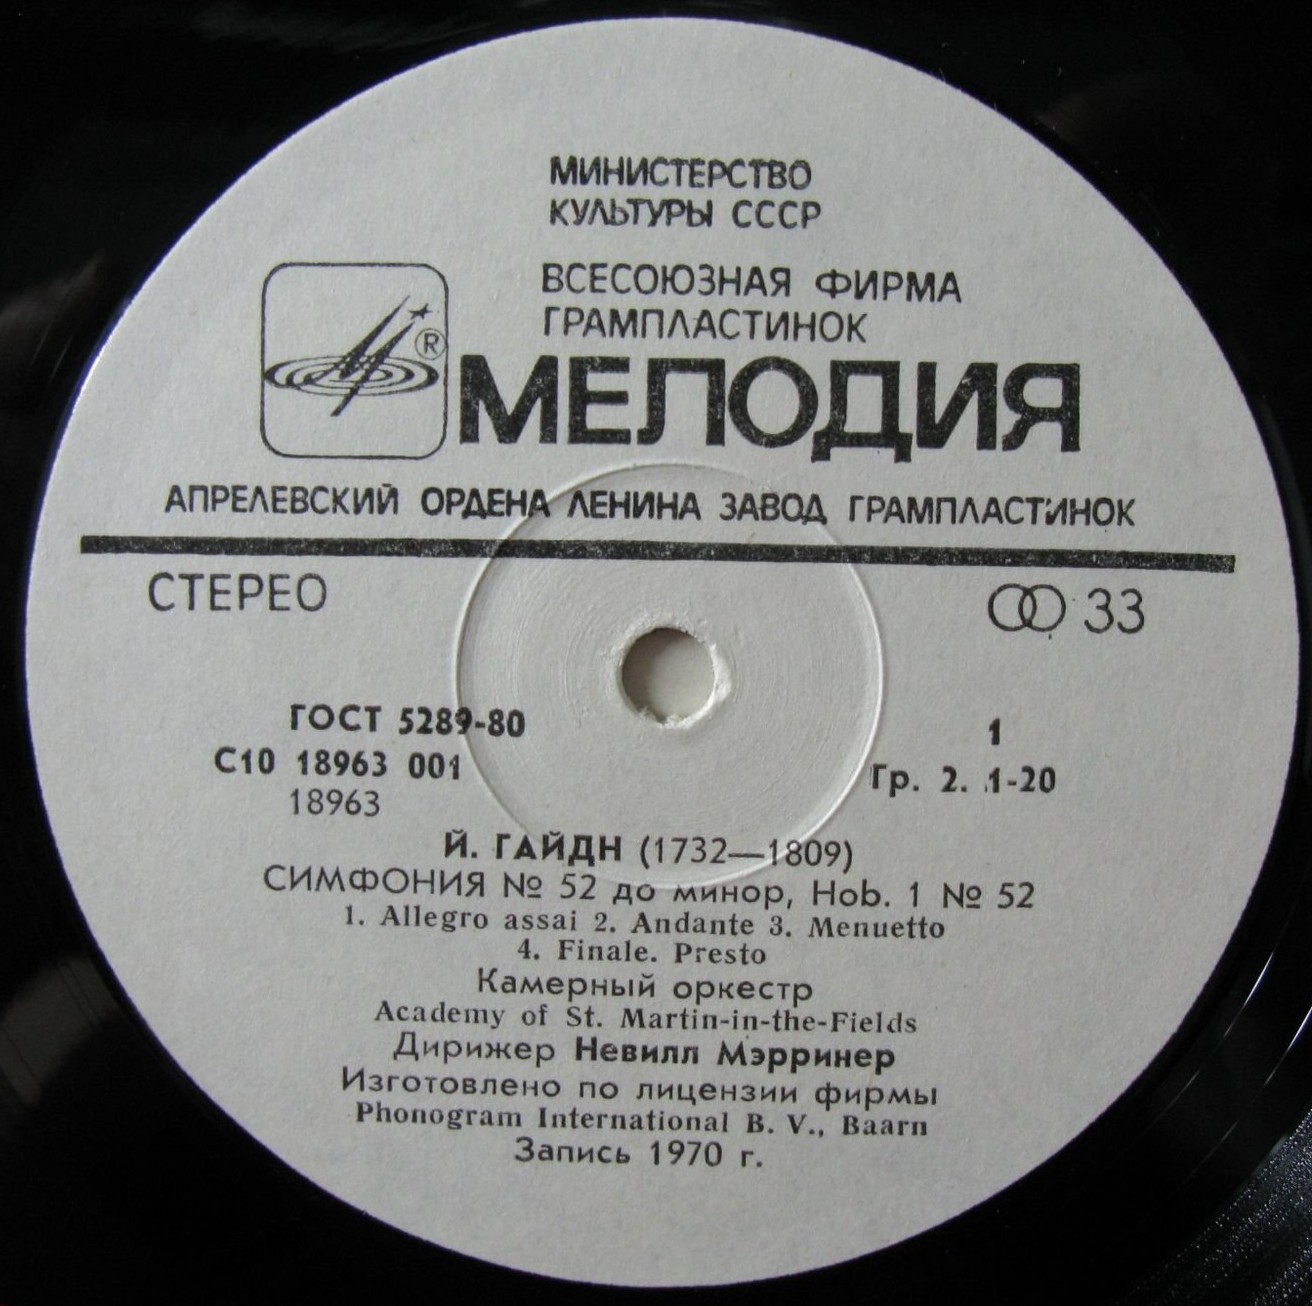 МИНИСТЕРСТВО
КУЛЬТУРЫ СССР
ВСЕСОЮЗНАЯ ФИРМА
ГРАМПЛАСТИНОК
®
МЕЛОДИЯ
АПРЕЛЕВСКИЙ ОРДЕНА ЛЕНИНА ЗАВОД ГРАМПЛАСТИНОК
СТЕРЕО
33
ГОСТ 5289-80
1
С10 18963 001
Гр. 2. 1-20
18963
Й. ГАЙДН (1732—1809)
СИМФОНИЯ № 52 до минор, Hob. 1 № 52
1. Allegro assai 2. Andante 3. Menuetto
4. Finale. Presto
Камерный оркестр
Academy of St. Martin-in-the-Fields
Дирижер Невилл Мэрринер
Изготовлено по лицензии фирмы
Phonogram International B. V., Baarn
Запись 1970 г.